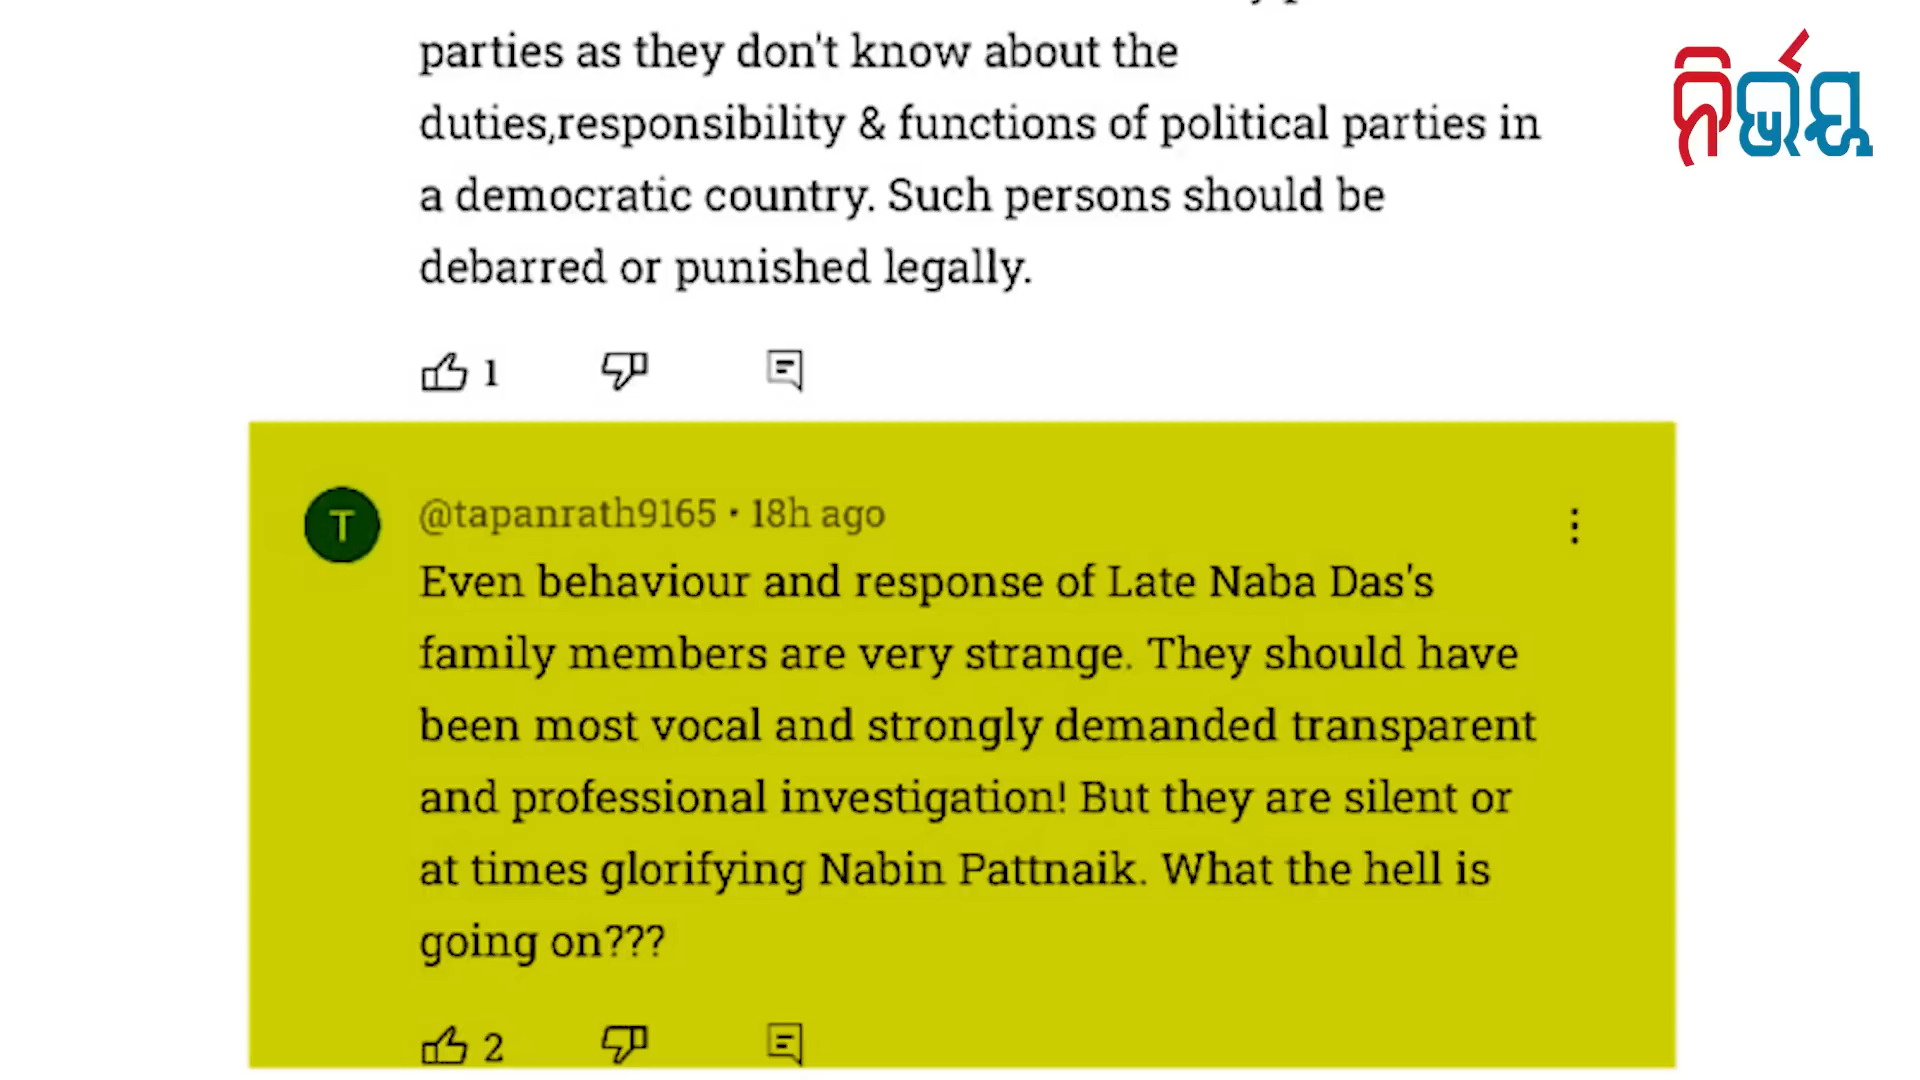 parties as they don't know about the
duties,responsibility & functions of political parties in
a democratic country. Such persons should be
debarred or punished legally.
1
ନିର୍ଭୟ
T
@tapanrath9165 • 18h ago
Even behaviour and response of Late Naba Das's
family members are very strange. They should have
been most vocal and strongly demanded transparent
and professional investigation! But they are silent or
at times glorifying Nabin Pattnaik. What the hell is
going on???
2